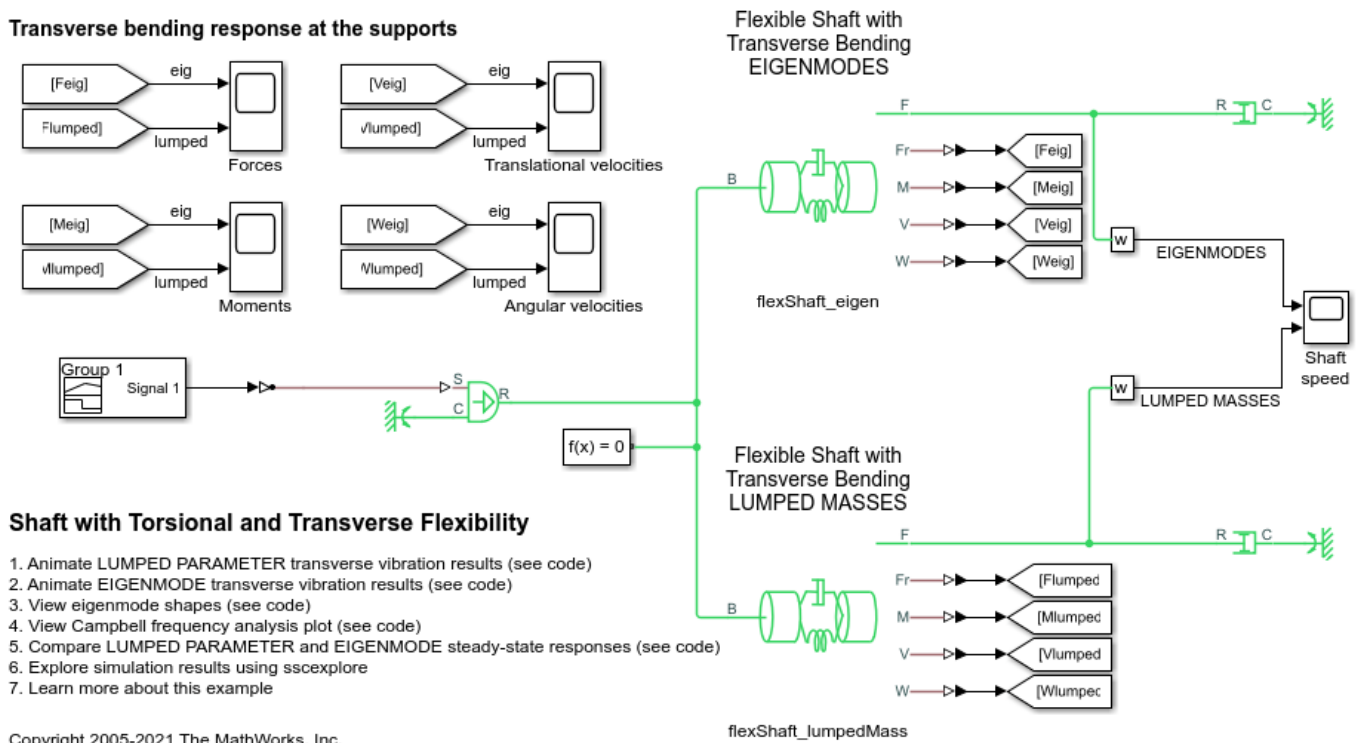 Transverse bending response at the supports
[Feig]
eig
Flumped]
lumped
Forces
[Veig]
eig
lumped
Translational velocities
[Meig]
eig
lumped
Moments
[Weig]
eig
lumped
Angular velocities
Group 1
Signal 1
S
C
R
f(x) = 0
Flexible Shaft with
Transverse Bending
EIGENMODES
B
F
Fr
[Feig]
M
[Meig]
V
[Veig]
W
[Weig]
flexShaft_eigen
R
C
w
EIGENMODES
Shaft
speed
w
LUMPED MASSES
Flexible Shaft with
Transverse Bending
LUMPED MASSES
B
F
Fr
[Flumped
M
[Mlumped
V
[Vlumped
W
[Wlumpec
flexShaft_lumpedMass
R
C
Shaft with Torsional and Transverse Flexibility
1. Animate LUMPED PARAMETER transverse vibration results (see code)
2. Animate EIGENMODE transverse vibration results (see code)
3. View eigenmode shapes (see code)
4. View Campbell frequency analysis plot (see code)
5. Compare LUMPED PARAMETER and EIGENMODE steady-state responses (see code)
6. Explore simulation results using sscexplore
7. Learn more about this example
Copyright 2005-2021 The MathWorks, Inc